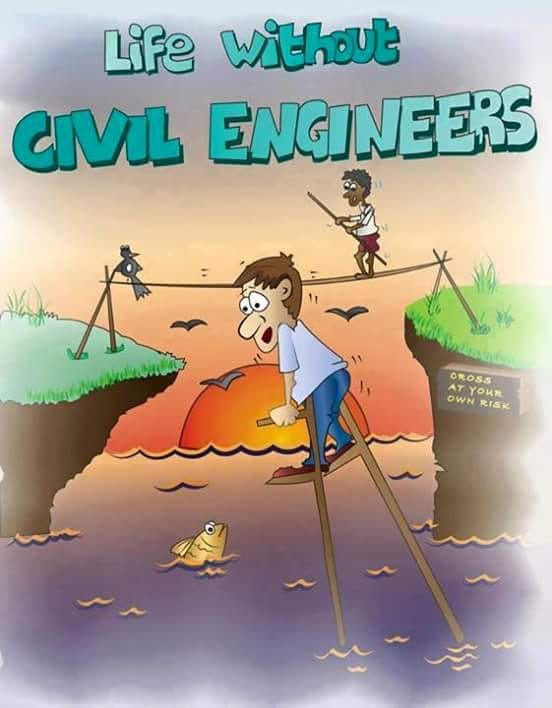 Life Without
CIVIL ENGINEERS
CROSS
AT YOUR
OWN RISK